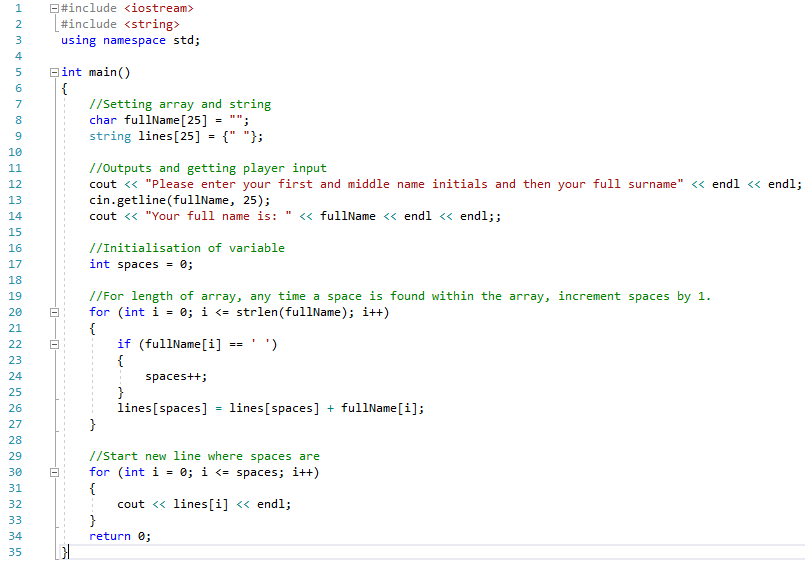 1 #include <iostream>
2 #include <string>
3 using namespace std;
4
5 int main()
6 {
7     //Setting array and string
8     char fullName[25] = "";
9     string lines[25] = {" "};
10
11     //Outputs and getting player input
12     cout << "Please enter your first and middle name initials and then your full surname" << endl << endl;
13     cin.getline(fullName, 25);
14     cout << "Your full name is: " << fullName << endl << endl;;
15
16     //Initialisation of variable
17     int spaces = 0;
18
19     //For length of array, any time a space is found within the array, increment spaces by 1.
20     for (int i = 0; i <= strlen(fullName); i++)
21     {
22         if (fullName[i] == ' ')
23         {
24             spaces++;
25         }
26         lines[spaces] = lines[spaces] + fullName[i];
27     }
28
29     //Start new line where spaces are
30     for (int i = 0; i <= spaces; i++)
31     {
32         cout << lines[i] << endl;
33     }
34     return 0;
35 }